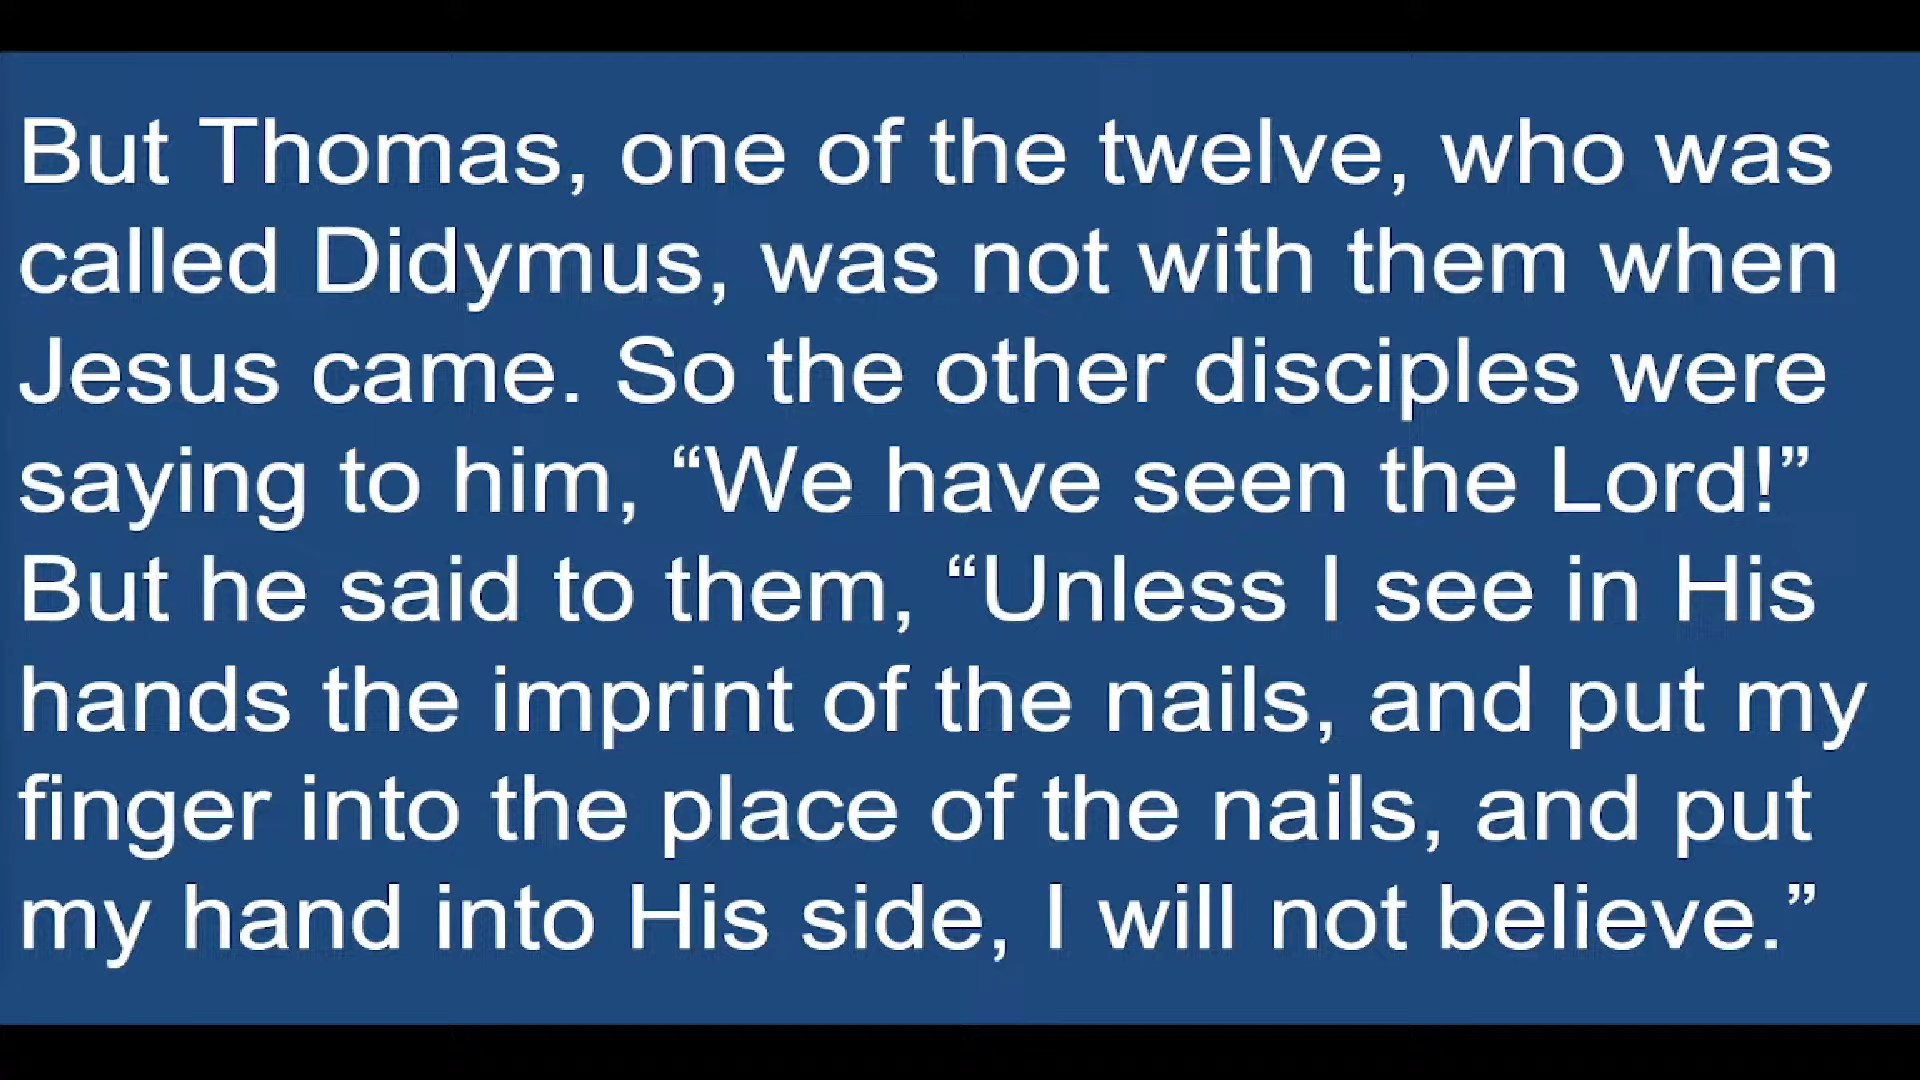 But Thomas, one of the twelve, who was
called Didymus, was not with them when
Jesus came. So the other disciples were
saying to him, “We have seen the Lord!”
But he said to them, “Unless I see in His
hands the imprint of the nails, and put my
finger into the place of the nails, and put
my hand into His side, I will not believe.”